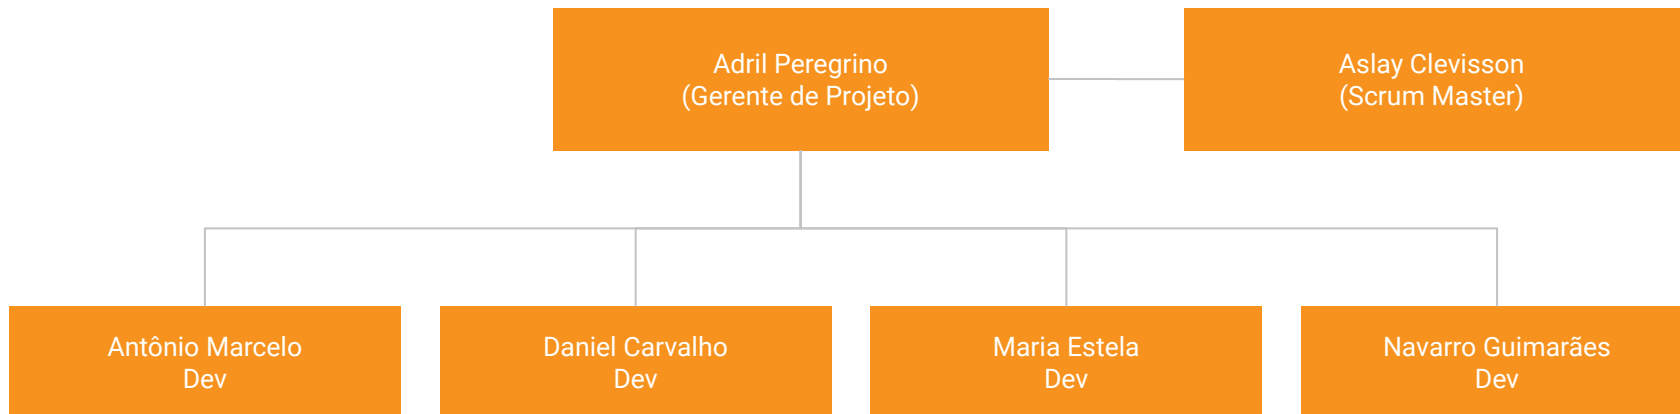 Adril Peregrino
(Gerente de Projeto)
Aslay Clevisson
(Scrum Master)
Antônio Marcelo
Dev
Daniel Carvalho
Dev
Maria Estela
Dev
Navarro Guimarães
Dev